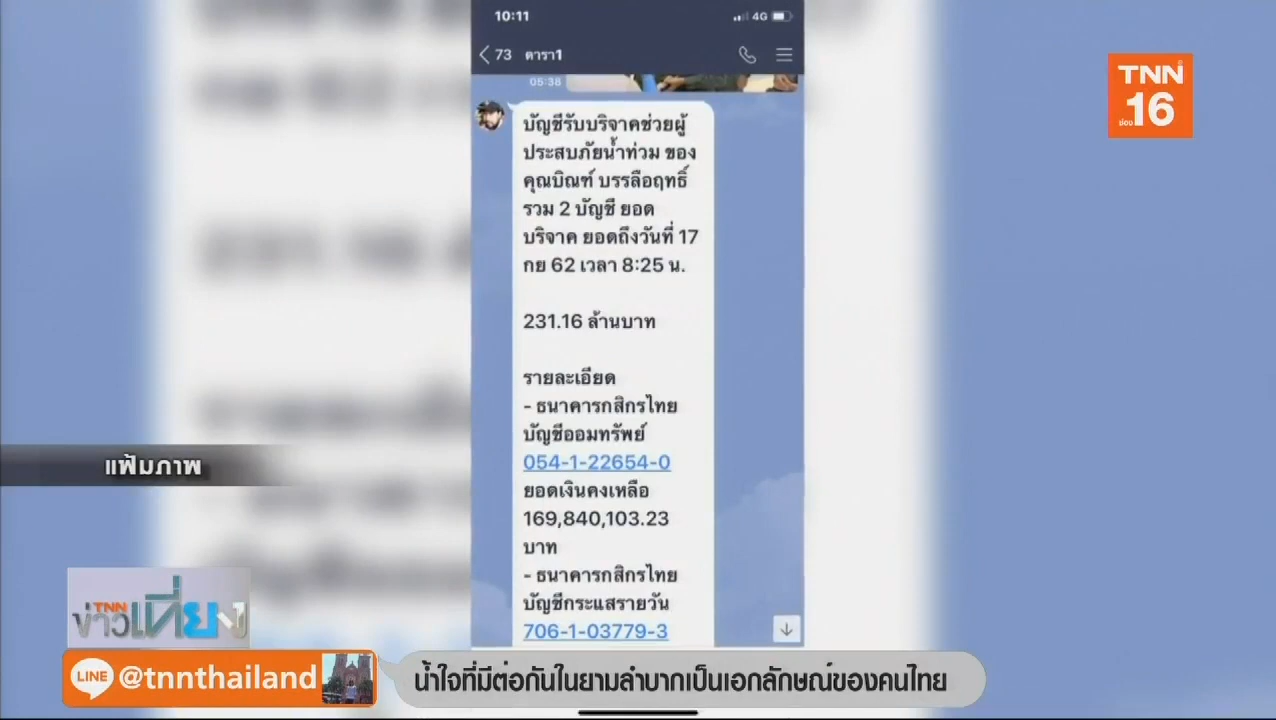 10:11
4G
73 ดารา1
05:38
บัญชีรับบริจาคช่วยผู้
ประสบภัยน้ำท่วม ของ
คุณบิณฑ์ บรรลือฤทธิ์
รวม 2 บัญชี ยอด
บริจาค ยอดถึงวันที่ 17
กย 62 เวลา 8:25 น.
231.16 ล้านบาท
รายละเอียด
- ธนาคารกสิกรไทย
บัญชีออมทรัพย์
054-1-22654-0
ยอดเงินคงเหลือ
169,840,103.23
บาท
- ธนาคารกสิกรไทย
บัญชีกระแสรายวัน
706-1-03779-3
TNN
ช่อง 16
แฟ้มภาพ
TNN
ข่าวเที่ยง
LINE @tnnthailand
น้ำใจที่มีต่อกันในยามลำบากเป็นเอกลักษณ์ของคนไทย